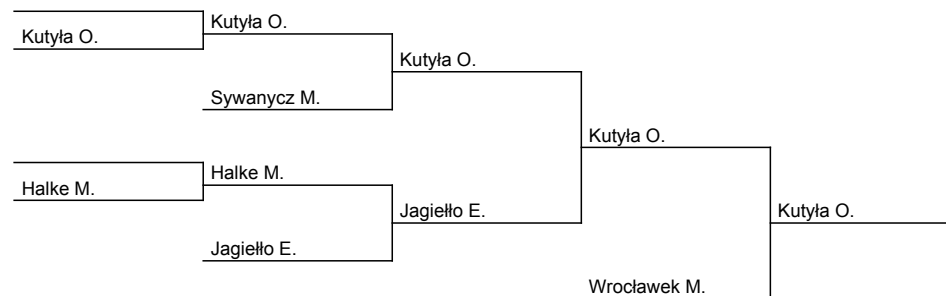 Kutyła O.
Kutyła O.
Kutyła O.
Sywanycz M.
Kutyła O.
Halke M.
Halke M.
Jagiełło E.
Kutyła O.
Jagiełło E.
Wrocławek M.